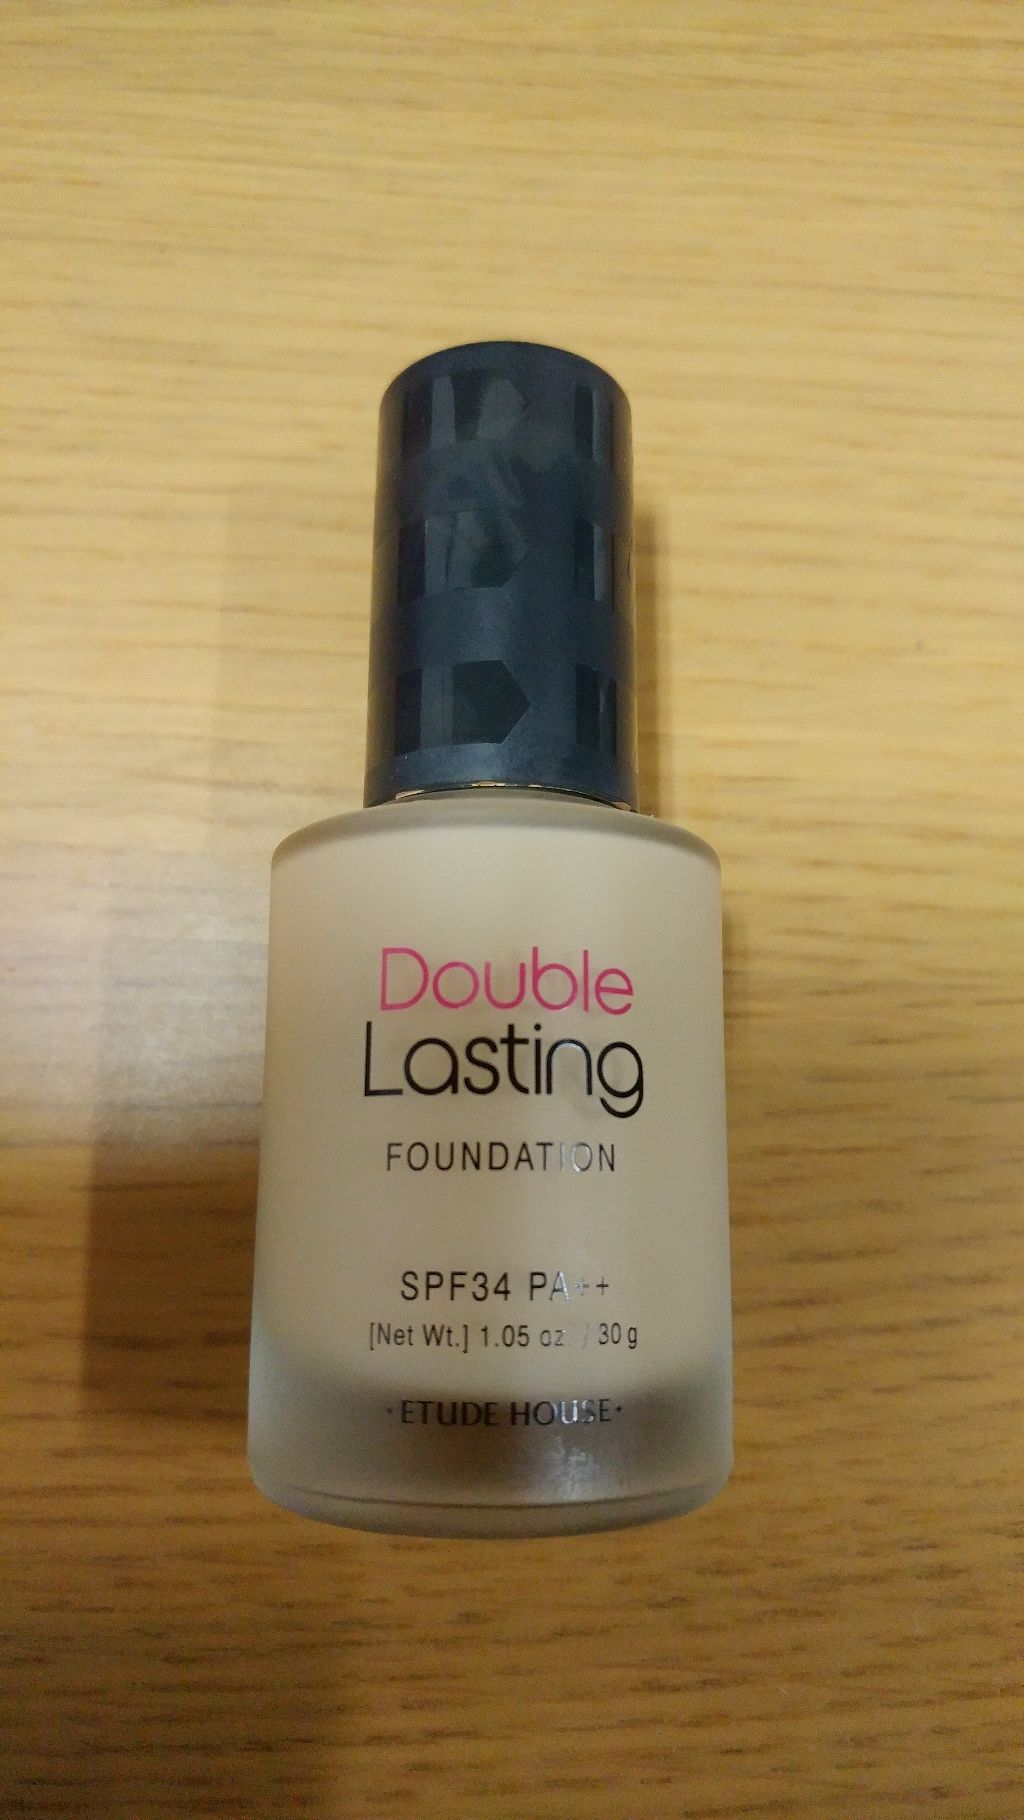 Double
Lasting
FOUNDATION
SPF34 PA++
[Net Wt.] 1.05 oz / 30 g
·ETUDE HOUSE·